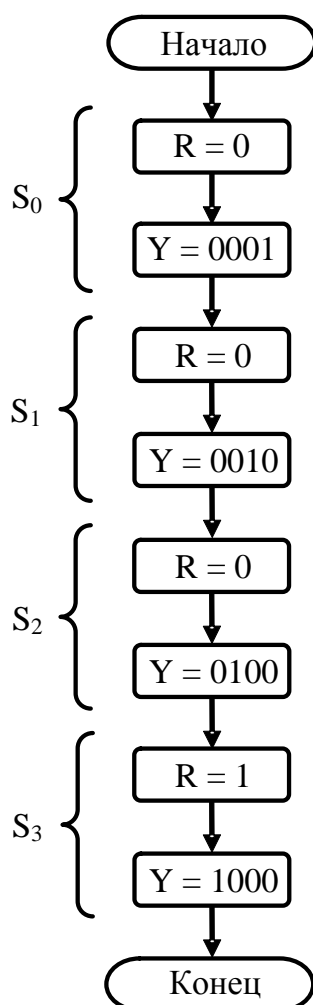 Начало
R = 0
S₀
Y = 0001
R = 0
S₁
Y = 0010
R = 0
S₂
Y = 0100
R = 1
S₃
Y = 1000
Конец